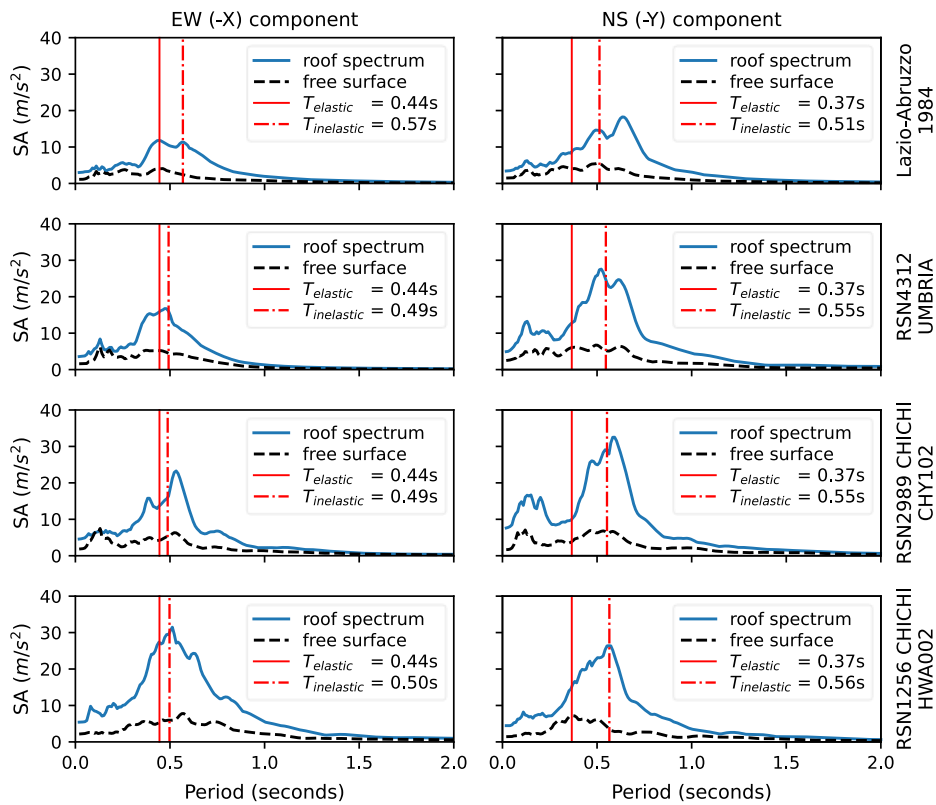 EW (-X) component
NS (-Y) component
40
30
20
10
0
SA (m/s²)
roof spectrum
free surface
T_elastic = 0.44s
T_inelastic = 0.57s
roof spectrum
free surface
T_elastic = 0.37s
T_inelastic = 0.51s
Lazio-Abruzzo
1984
40
30
20
10
0
SA (m/s²)
roof spectrum
free surface
T_elastic = 0.44s
T_inelastic = 0.49s
roof spectrum
free surface
T_elastic = 0.37s
T_inelastic = 0.55s
RSN4312
UMBRIA
40
30
20
10
0
SA (m/s²)
roof spectrum
free surface
T_elastic = 0.44s
T_inelastic = 0.49s
roof spectrum
free surface
T_elastic = 0.37s
T_inelastic = 0.55s
RSN2989 CHICHI
CHY102
40
30
20
10
0
SA (m/s²)
roof spectrum
free surface
T_elastic = 0.44s
T_inelastic = 0.50s
roof spectrum
free surface
T_elastic = 0.37s
T_inelastic = 0.56s
RSN1256 CHICHI
HWA002
0.0 0.5 1.0 1.5 2.0
0.0 0.5 1.0 1.5 2.0
Period (seconds)
Period (seconds)